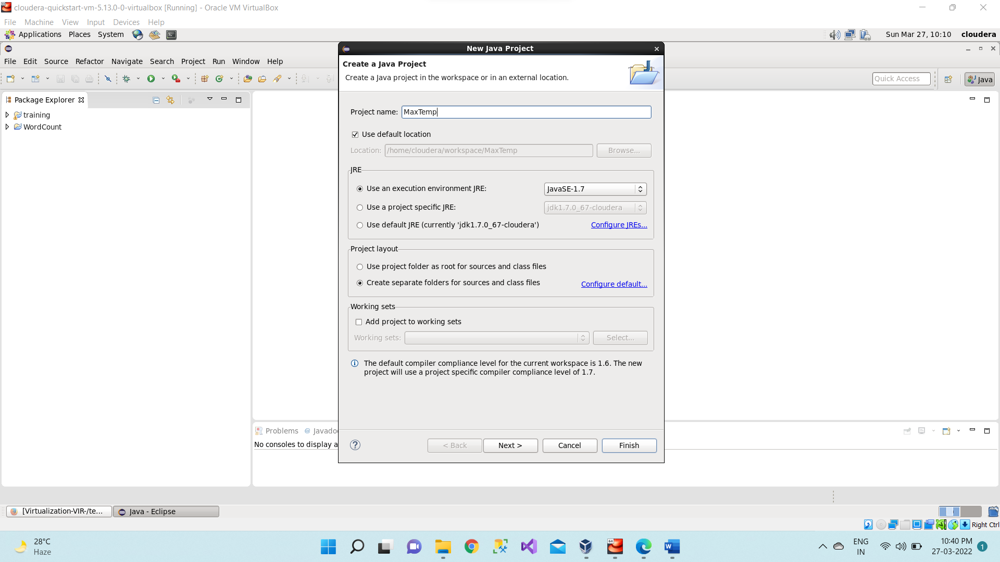 cloudera-quickstart-vm-5.13.0-0-virtualbox [Running] - Oracle VM VirtualBox
File Machine View Input Devices Help
Applications Places System
Sun Mar 27, 10:10 cloudera
New Java Project
File Edit Source Refactor Navigate Search Project Run Window Help
Create a Java Project
Create a Java project in the workspace or in an external location.
Quick Access
Java
Package Explorer
training
WordCount
Project name: MaxTemp
Use default location
Location: /home/cloudera/workspace/MaxTemp Browse...
JRE
Use an execution environment JRE: JavaSE-1.7
Use a project specific JRE: jdk1.7.0_67-cloudera
Use default JRE (currently 'jdk1.7.0_67-cloudera') Configure JREs...
Project layout
Use project folder as root for sources and class files
Create separate folders for sources and class files Configure default...
Working sets
Add project to working sets
Working sets: Select...
The default compiler compliance level for the current workspace is 1.6. The new
project will use a project specific compiler compliance level of 1.7.
Problems @ Javado
No consoles to display a
< Back Next > Cancel Finish
[Virtualization-VIR-/te... Java - Eclipse
Right Ctrl
28°C
Haze
64
ENG
IN
10:40 PM
27-03-2022
1